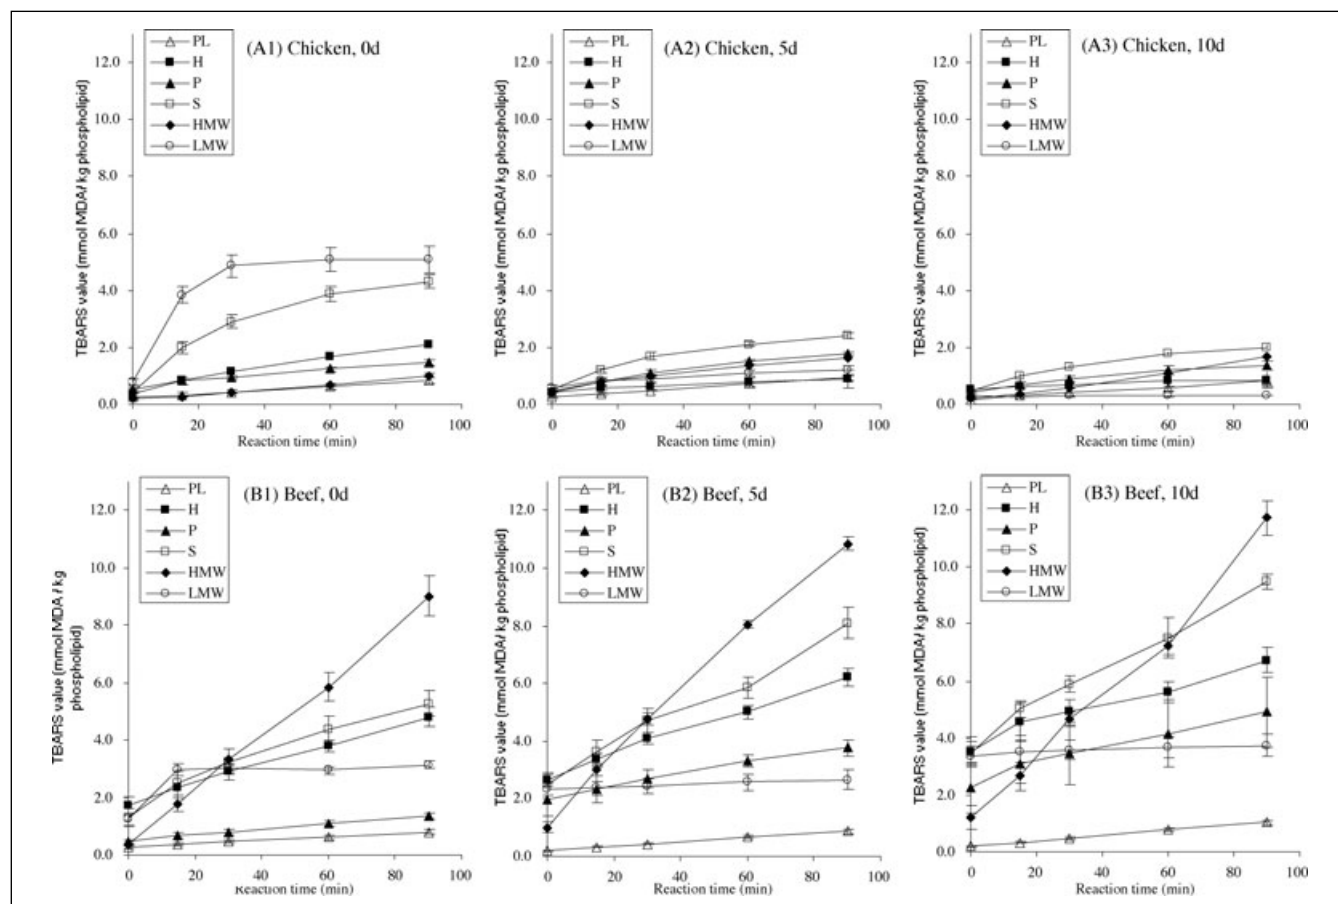 (A1) Chicken, 0d
PL
H
P
S
HMW
LMW
12.0
10.0
8.0
6.0
4.0
2.0
0.0
TBARS value (mmol MDA/ kg phospholipid)
0 20 40 60 80 100
Reaction time (min)
(A2) Chicken, 5d
PL
H
P
S
HMW
LMW
12.0
10.0
8.0
6.0
4.0
2.0
0.0
TBARS value (mmol MDA/ kg phospholipid)
0 20 40 60 80 100
Reaction time (min)
(A3) Chicken, 10d
PL
H
P
S
HMW
LMW
12.0
10.0
8.0
6.0
4.0
2.0
0.0
TBARS value (mmol MDA/ kg phospholipid)
0 20 40 60 80 100
Reaction time (min)
(B1) Beef, 0d
PL
H
P
S
HMW
LMW
12.0
10.0
8.0
6.0
4.0
2.0
0.0
TBARS value (mmol MDA / kg
phospholipid)
0 20 40 60 80 100
Reaction time (min)
(B2) Beef, 5d
PL
H
P
S
HMW
LMW
12.0
10.0
8.0
6.0
4.0
2.0
0.0
TBARS value (mmol MDA/ kg phospholipid)
0 20 40 60 80 100
Reaction time (min)
(B3) Beef, 10d
PL
H
P
S
HMW
LMW
12.0
10.0
8.0
6.0
4.0
2.0
0.0
TBARS value (mmol MDA/ kg phospholipid)
0 20 40 60 80 100
Reaction time (min)